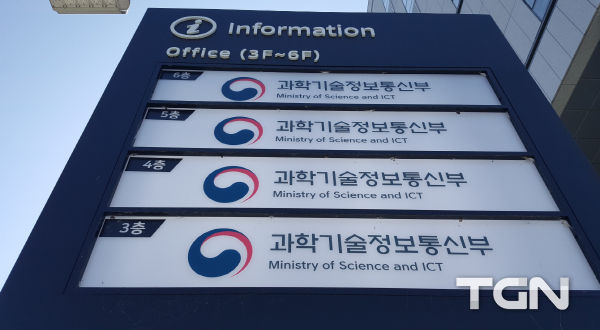 i Information
Office (3F~6F)
6층
과학기술정보통신부
Ministry of Science and ICT
5층
과학기술정보통신부
Ministry of Science and ICT
4층
과학기술정보통신부
Ministry of Science and ICT
3층
과학기술정보통신부
Ministry of Science and ICT
TGN